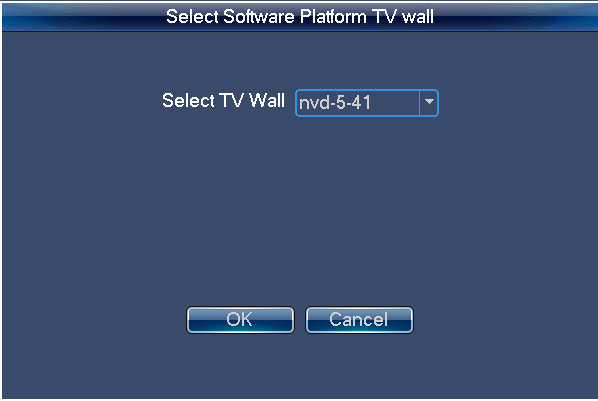 Select Software Platform TV wall
Select TV Wall nvd-5-41
OK Cancel